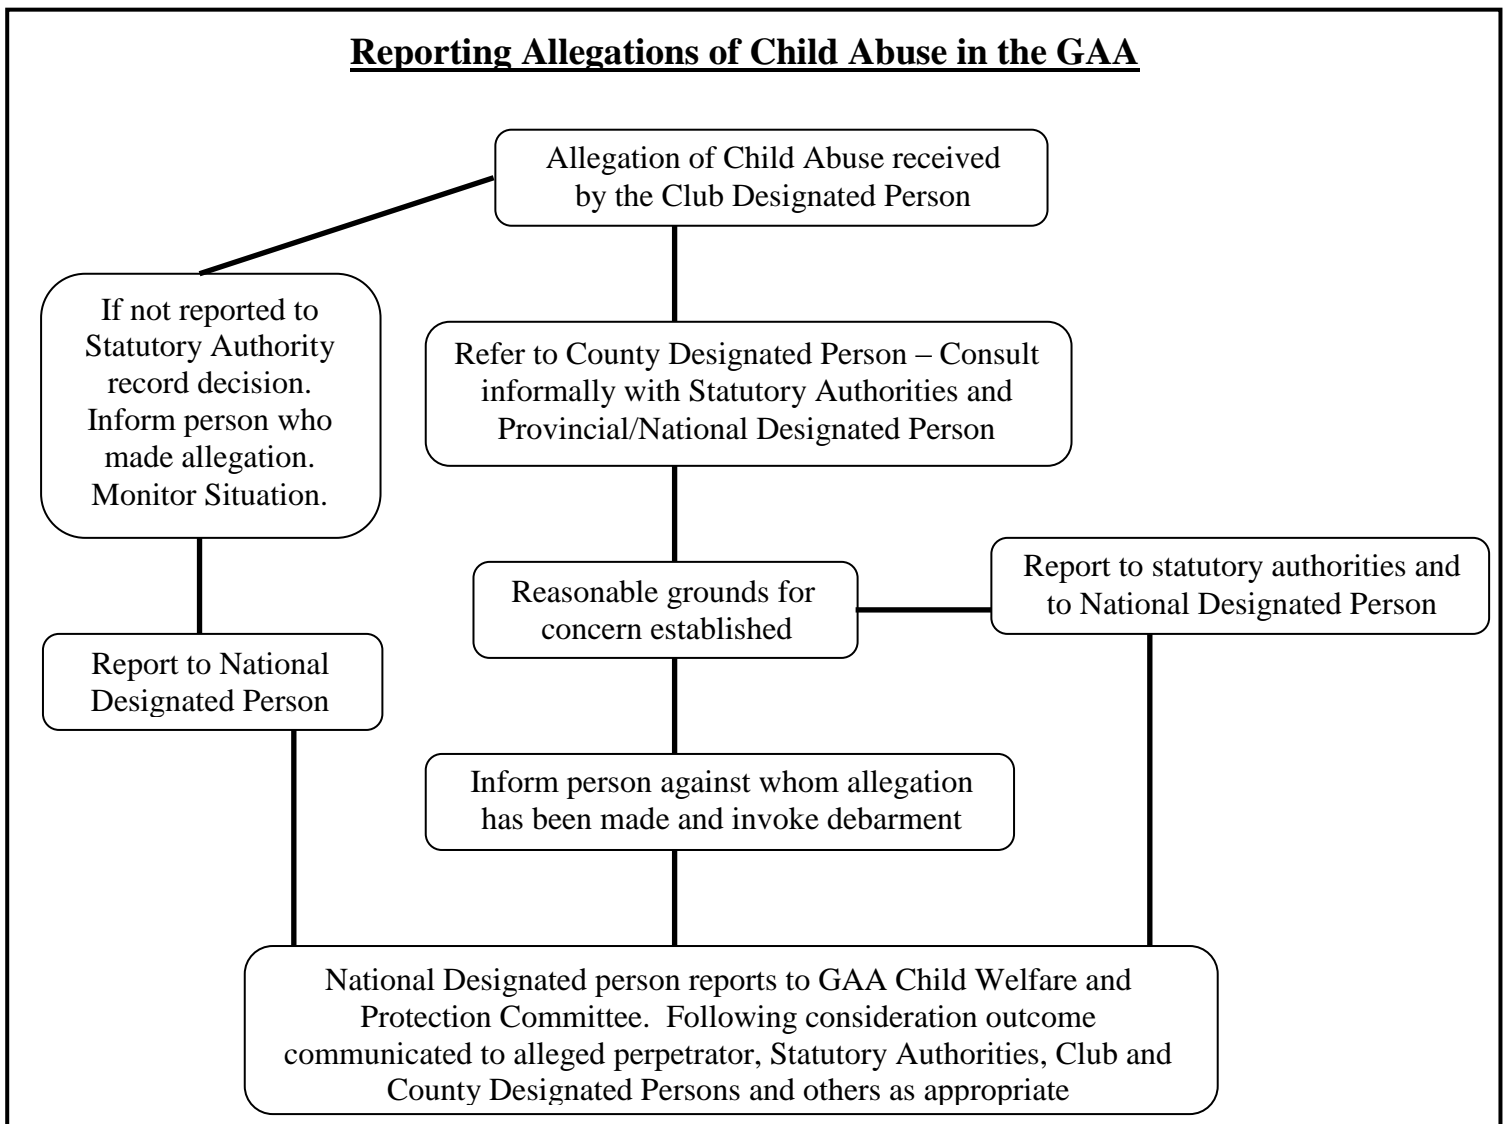 Reporting Allegations of Child Abuse in the GAA
Allegation of Child Abuse received
by the Club Designated Person
If not reported to
Statutory Authority
record decision.
Inform person who
made allegation.
Monitor Situation.
Refer to County Designated Person – Consult
informally with Statutory Authorities and
Provincial/National Designated Person
Reasonable grounds for
concern established
Report to statutory authorities and
to National Designated Person
Report to National
Designated Person
Inform person against whom allegation
has been made and invoke debarment
National Designated person reports to GAA Child Welfare and
Protection Committee.  Following consideration outcome
communicated to alleged perpetrator, Statutory Authorities, Club and
County Designated Persons and others as appropriate